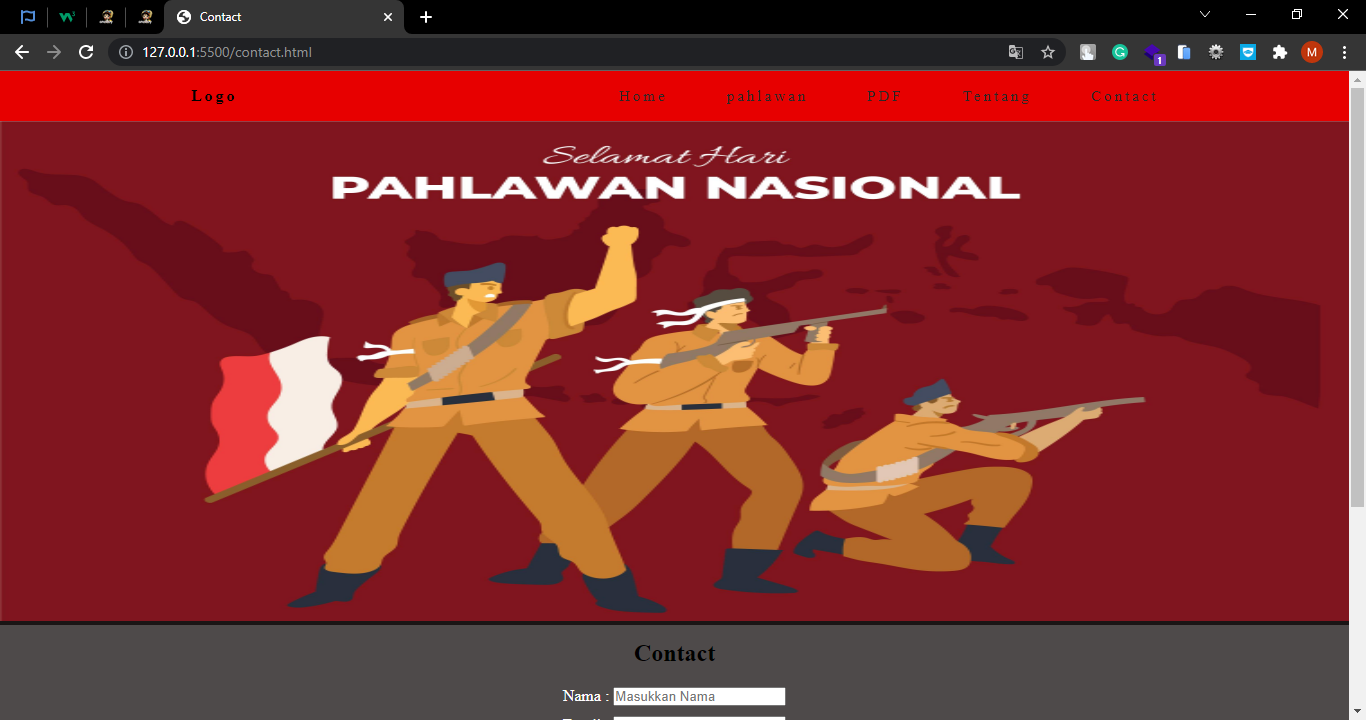 Contact
127.0.0.1:5500/contact.html
1
M
Logo
Home pahlawan PDF Tentang Contact
Selamat Hari
PAHLAWAN NASIONAL
Contact
Nama : Masukkan Nama